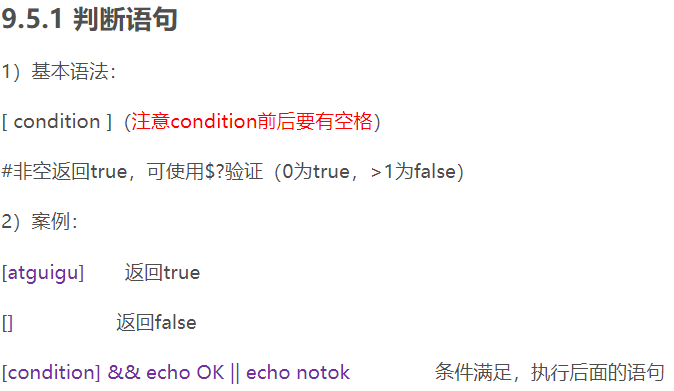 9.5.1 判断语句
1）基本语法：
[ condition ]（注意condition前后要有空格）
#非空返回true，可使用$?验证（0为true，>1为false）
2）案例：
[atguigu] 返回true
[] 返回false
[condition] && echo OK || echo notok 条件满足，执行后面的语句